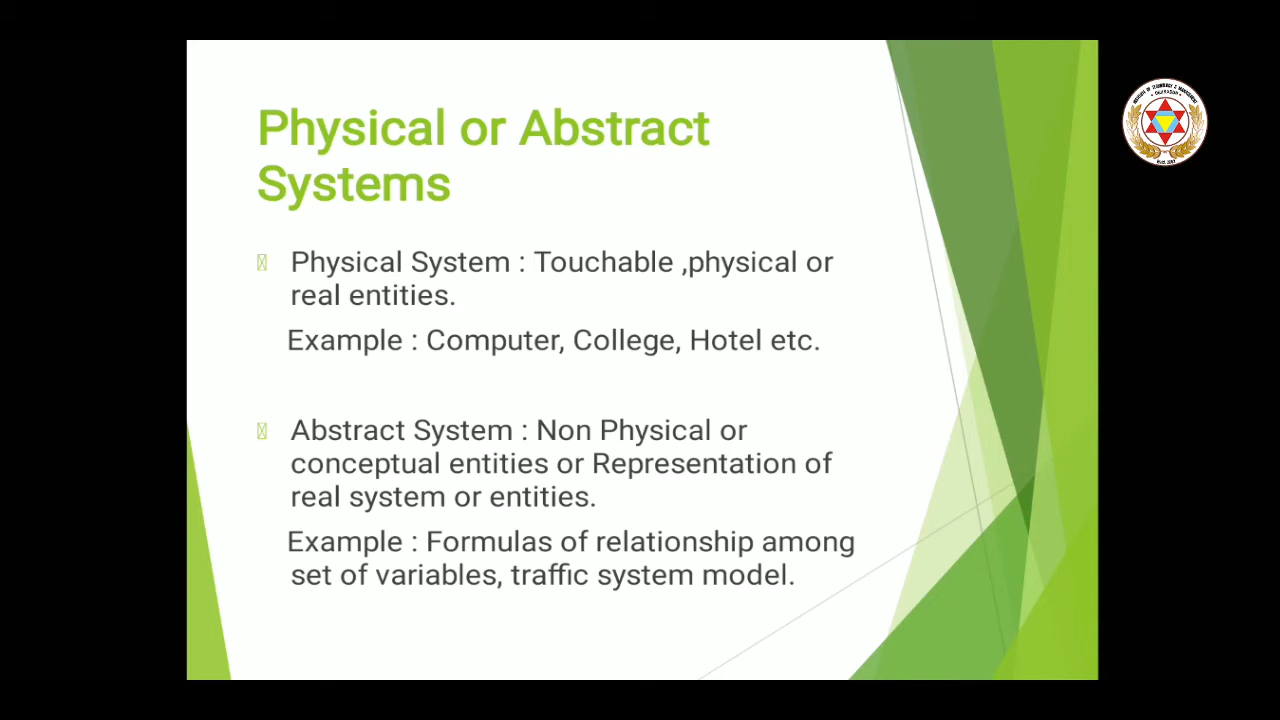 Physical or Abstract
Systems
Physical System : Touchable ,physical or
real entities.
Example : Computer, College, Hotel etc.
Abstract System : Non Physical or
conceptual entities or Representation of
real system or entities.
Example : Formulas of relationship among
set of variables, traffic system model.